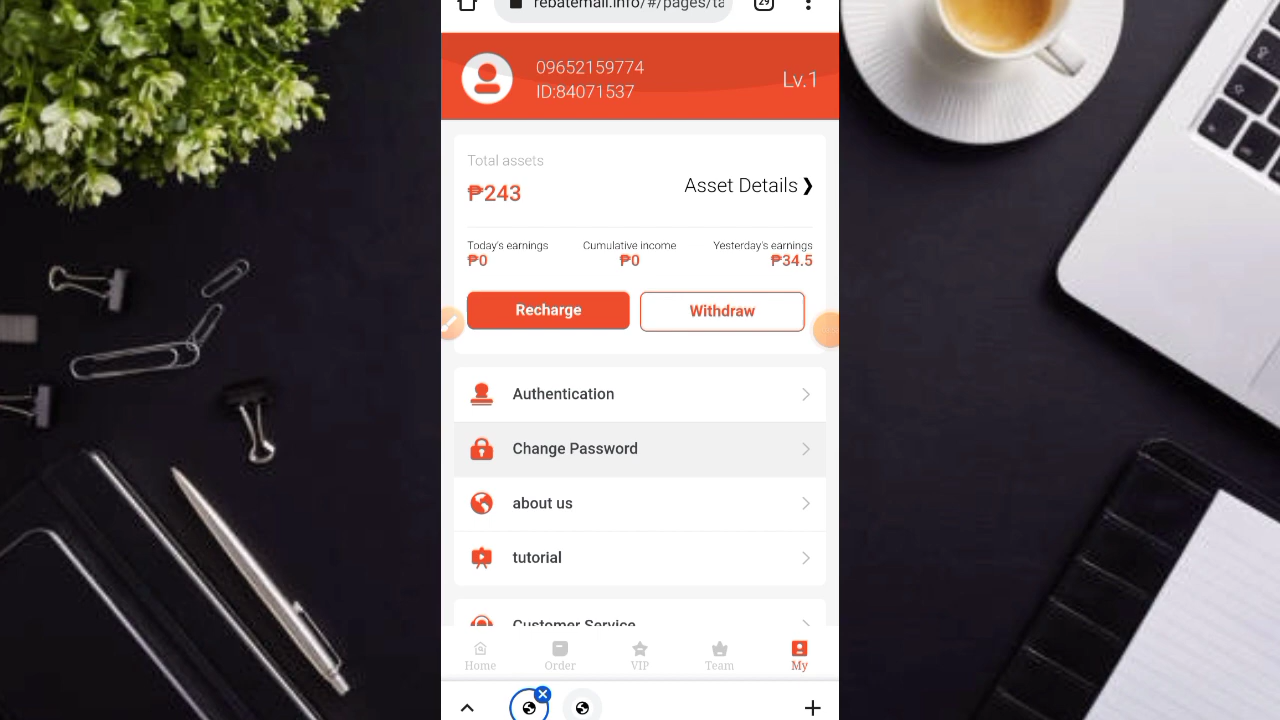 rebatemall.info/#/pages/ta
29
09652159774
ID:84071537
Lv.1
Total assets
₱243
Asset Details ❯
Today's earnings
Cumulative income
Yesterday's earnings
₱0
₱0
₱34.5
Recharge
Withdraw
Authentication
Change Password
about us
tutorial
Customer Service
Home
Order
VIP
Team
My